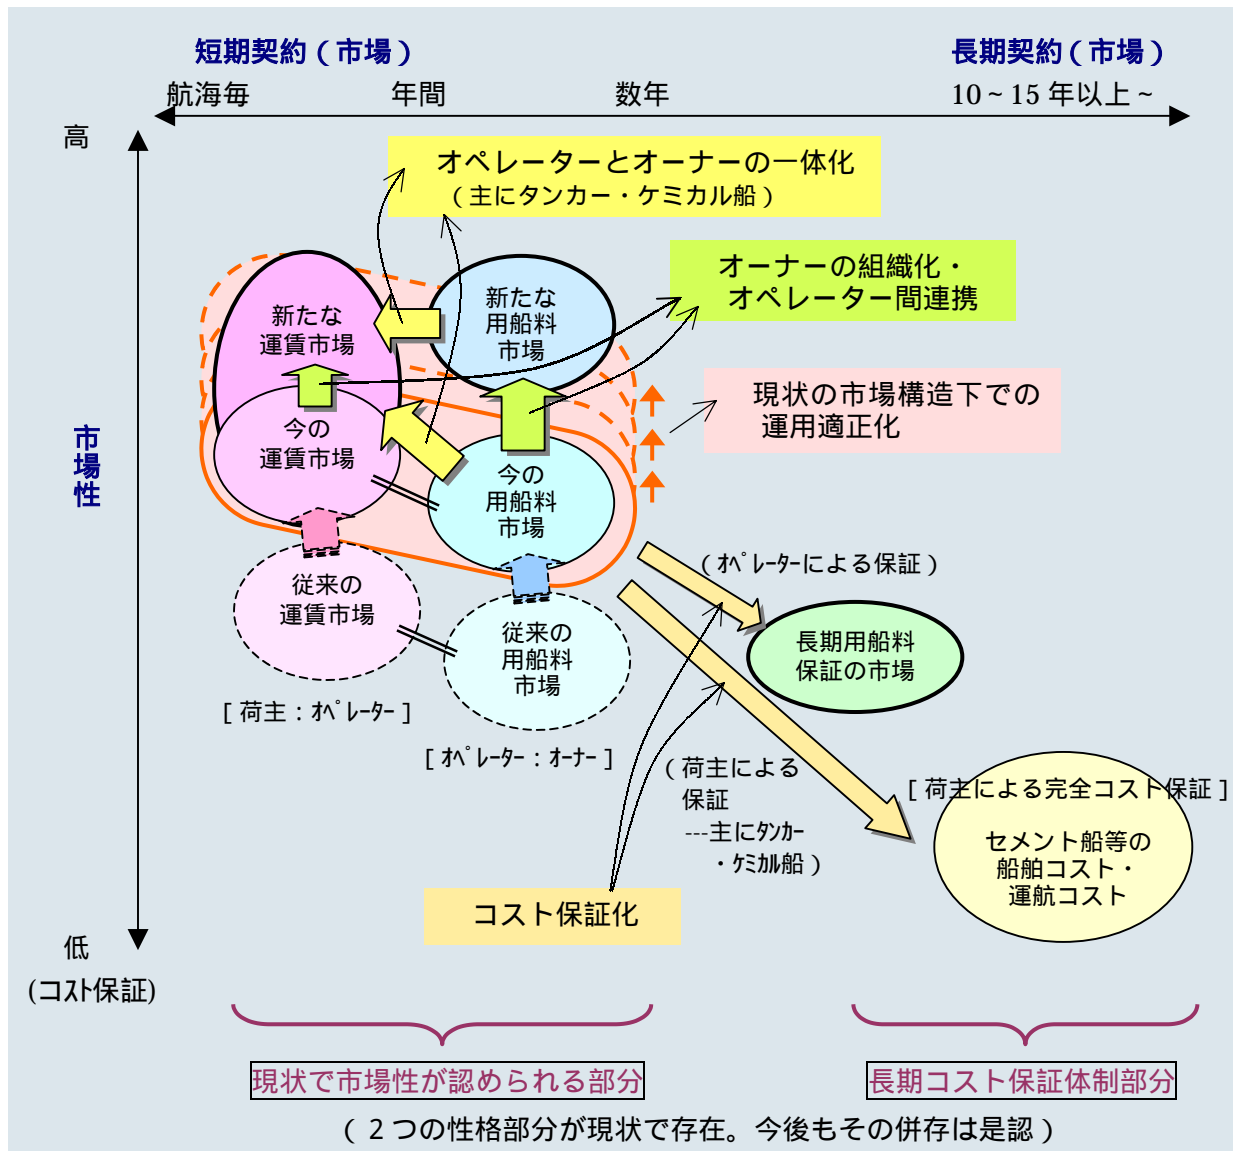 短期契約（市場）
長期契約（市場）
航海毎
年間
数年
10～15年以上～
高
オペレーターとオーナーの一体化
（主にタンカー・ケミカル船）
オーナーの組織化・
オペレーター間連携
新たな
運賃市場
新たな
用船料
市場
現状の市場構造下での
運用適正化
今の
運賃市場
市場性
今の
用船料
市場
（ｵﾍﾟﾚｰﾀｰによる保証）
従来の
運賃市場
従来の
用船料
市場
長期用船料
保証の市場
［荷主：ｵﾍﾟﾚｰﾀｰ］
［ｵﾍﾟﾚｰﾀｰ：ｵｰﾅｰ］
（荷主による
保証
---主にﾀﾝｶｰ
・ｹﾐｶﾙ船）
［荷主による完全コスト保証］
セメント船等の
船舶コスト・
運航コスト
コスト保証化
低
(ｺｽﾄ保証)
現状で市場性が認められる部分
長期コスト保証体制部分
（２つの性格部分が現状で存在。今後もその併存は是認）